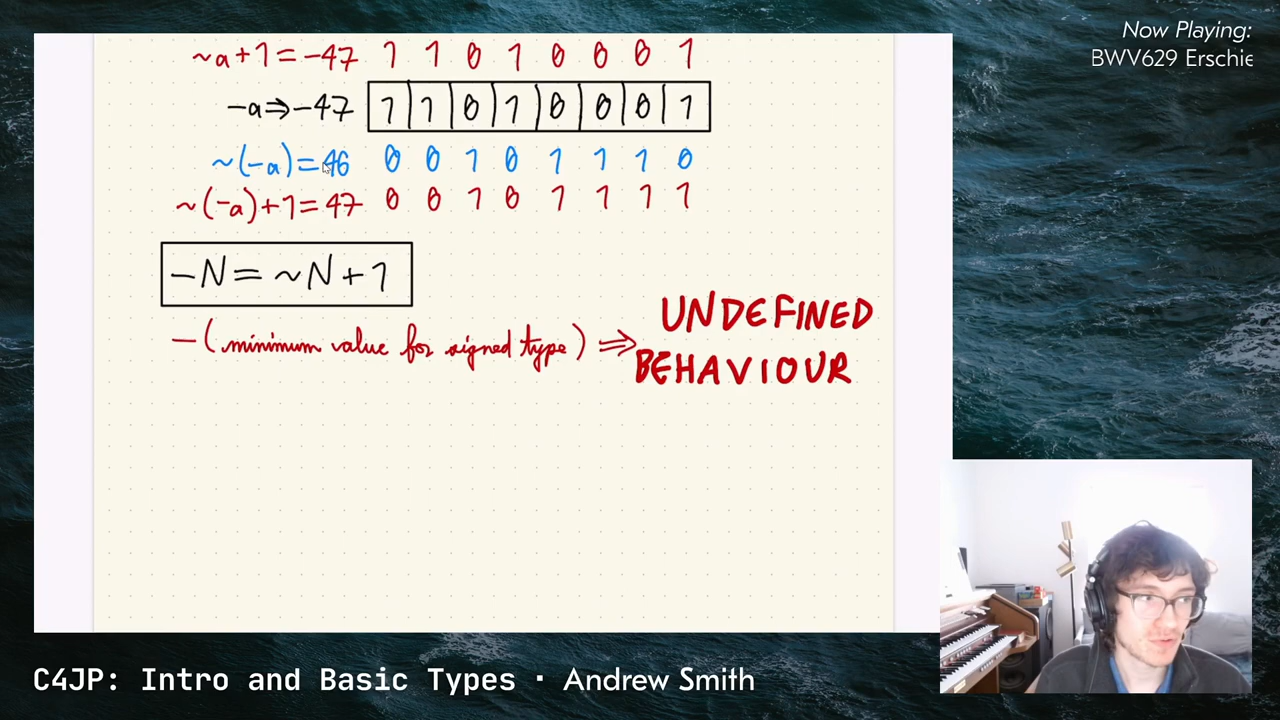 Now Playing:
BWV629 Erschie
~a+1=-47 1 1 0 1 0 0 0 1
-a⇒-47 1 1 0 1 0 0 0 1
~(-a)=46 0 0 1 0 1 1 1 0
~(-a)+1=47 0 0 1 0 1 1 1 1
-N=~N+1
-(minimum value for signed type) ⇒ UNDEFINED
BEHAVIOUR
C4JP: Intro and Basic Types · Andrew Smith